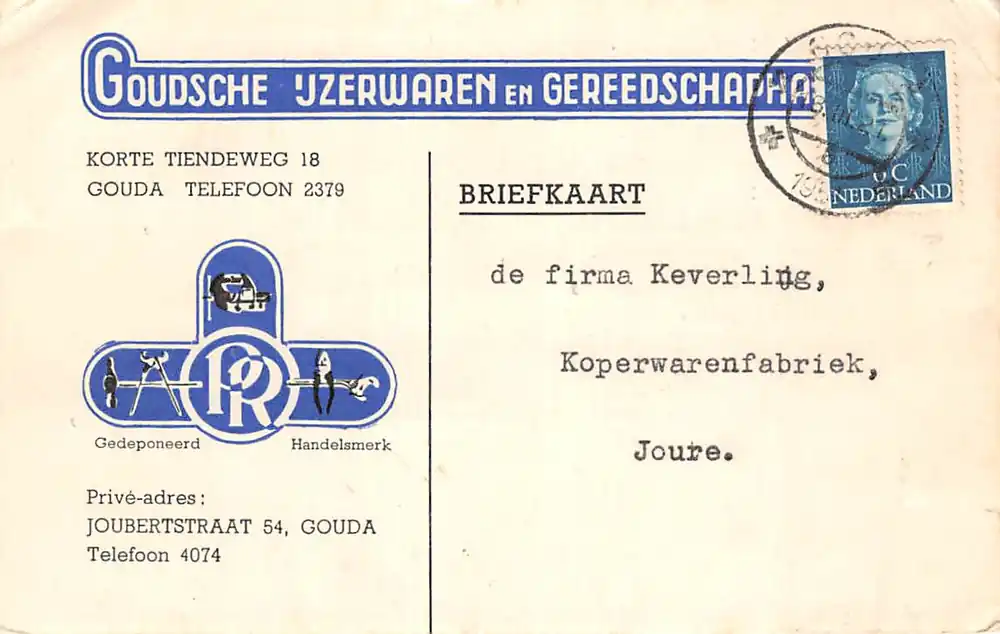 GOUDSCHE IJZERWAREN EN GEREEDSCHAPHA
KORTE TIENDEWEG 18
GOUDA TELEFOON 2379
PR
Gedeponeerd Handelsmerk
Privé-adres:
JOUBERTSTRAAT 54, GOUDA
Telefoon 4074
BRIEFKAART
6 C
NEDERLAND
de firma Keverling,
Koperwarenfabriek,
Joure.